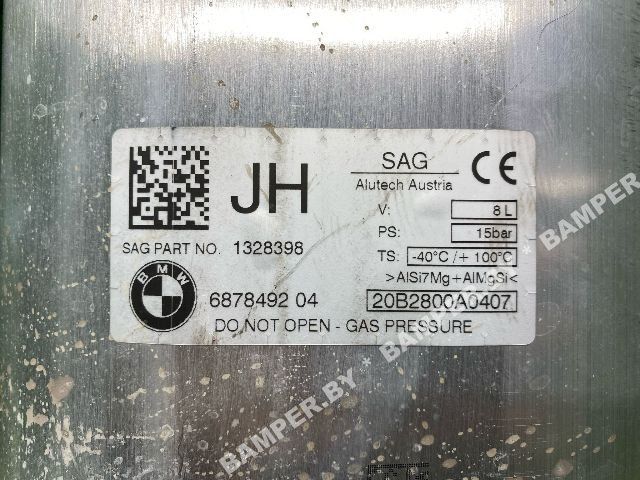 JH
SAG
Alutech Austria
CE
V: 8 L
PS: 15bar
TS: -40°C / + 100°C
SAG PART NO. 1328398
>AlSi7Mg+AlMgSi<
BMW
6878492 04
20B2800A0407
DO NOT OPEN - GAS PRESSURE
BAMPER.BY * BAMPER.BY * BAMPER.BY